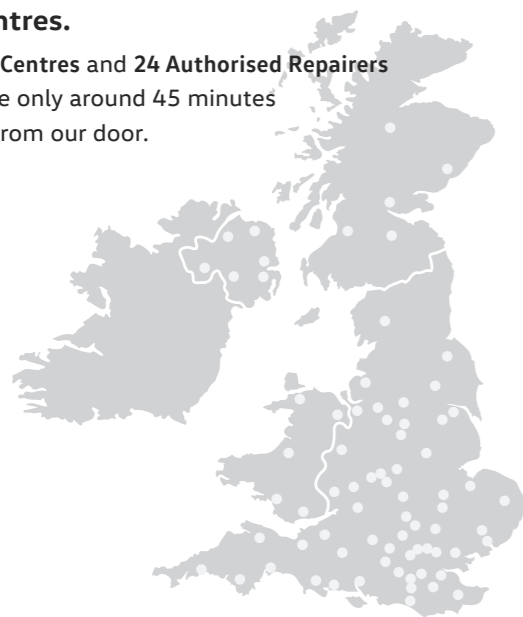 ntres.
Centres and 24 Authorised Repairers
e only around 45 minutes
rom our door.